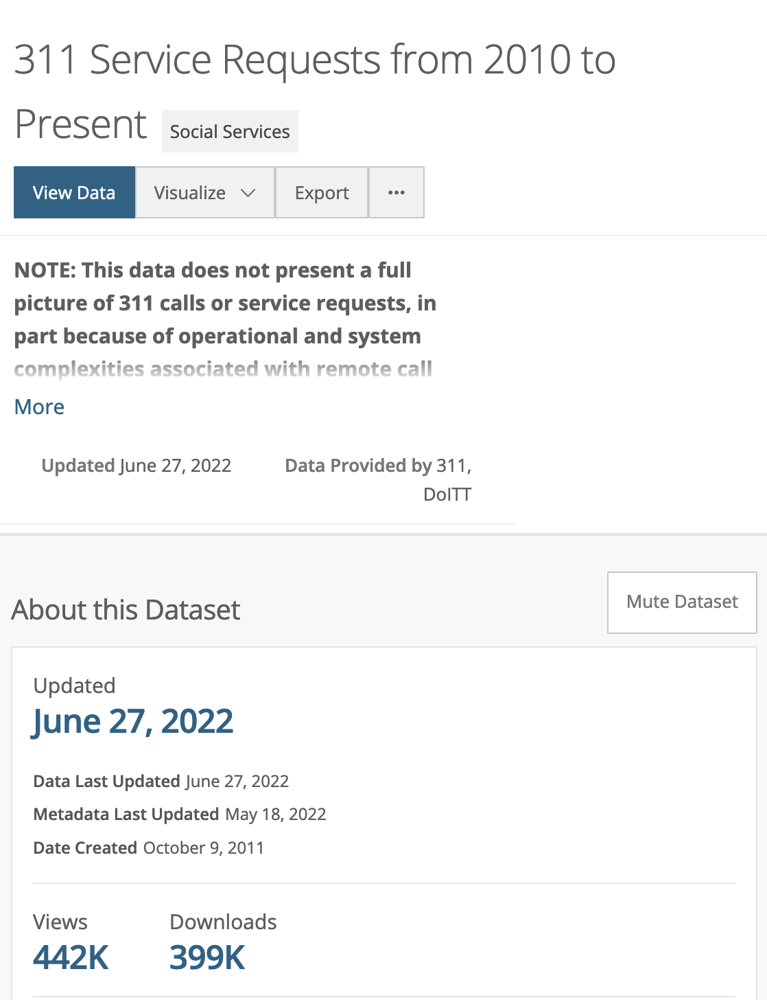 311 Service Requests from 2010 to
Present Social Services
View Data Visualize Export ...
NOTE: This data does not present a full
picture of 311 calls or service requests, in
part because of operational and system
complexities associated with remote call
More
Updated June 27, 2022 Data Provided by 311,
DoITT
About this Dataset Mute Dataset
Updated
June 27, 2022
Data Last Updated June 27, 2022
Metadata Last Updated May 18, 2022
Date Created October 9, 2011
Views Downloads
442K 399K